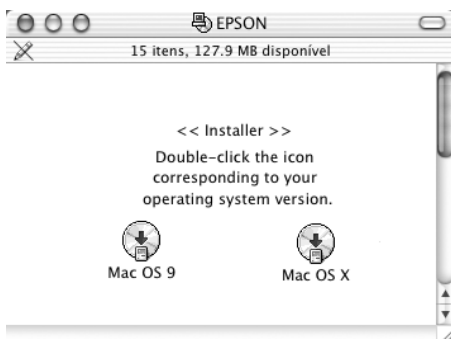 EPSON
15 itens, 127.9 MB disponível
<< Installer >>
Double-click the icon
corresponding to your
operating system version.
Mac OS 9
Mac OS X